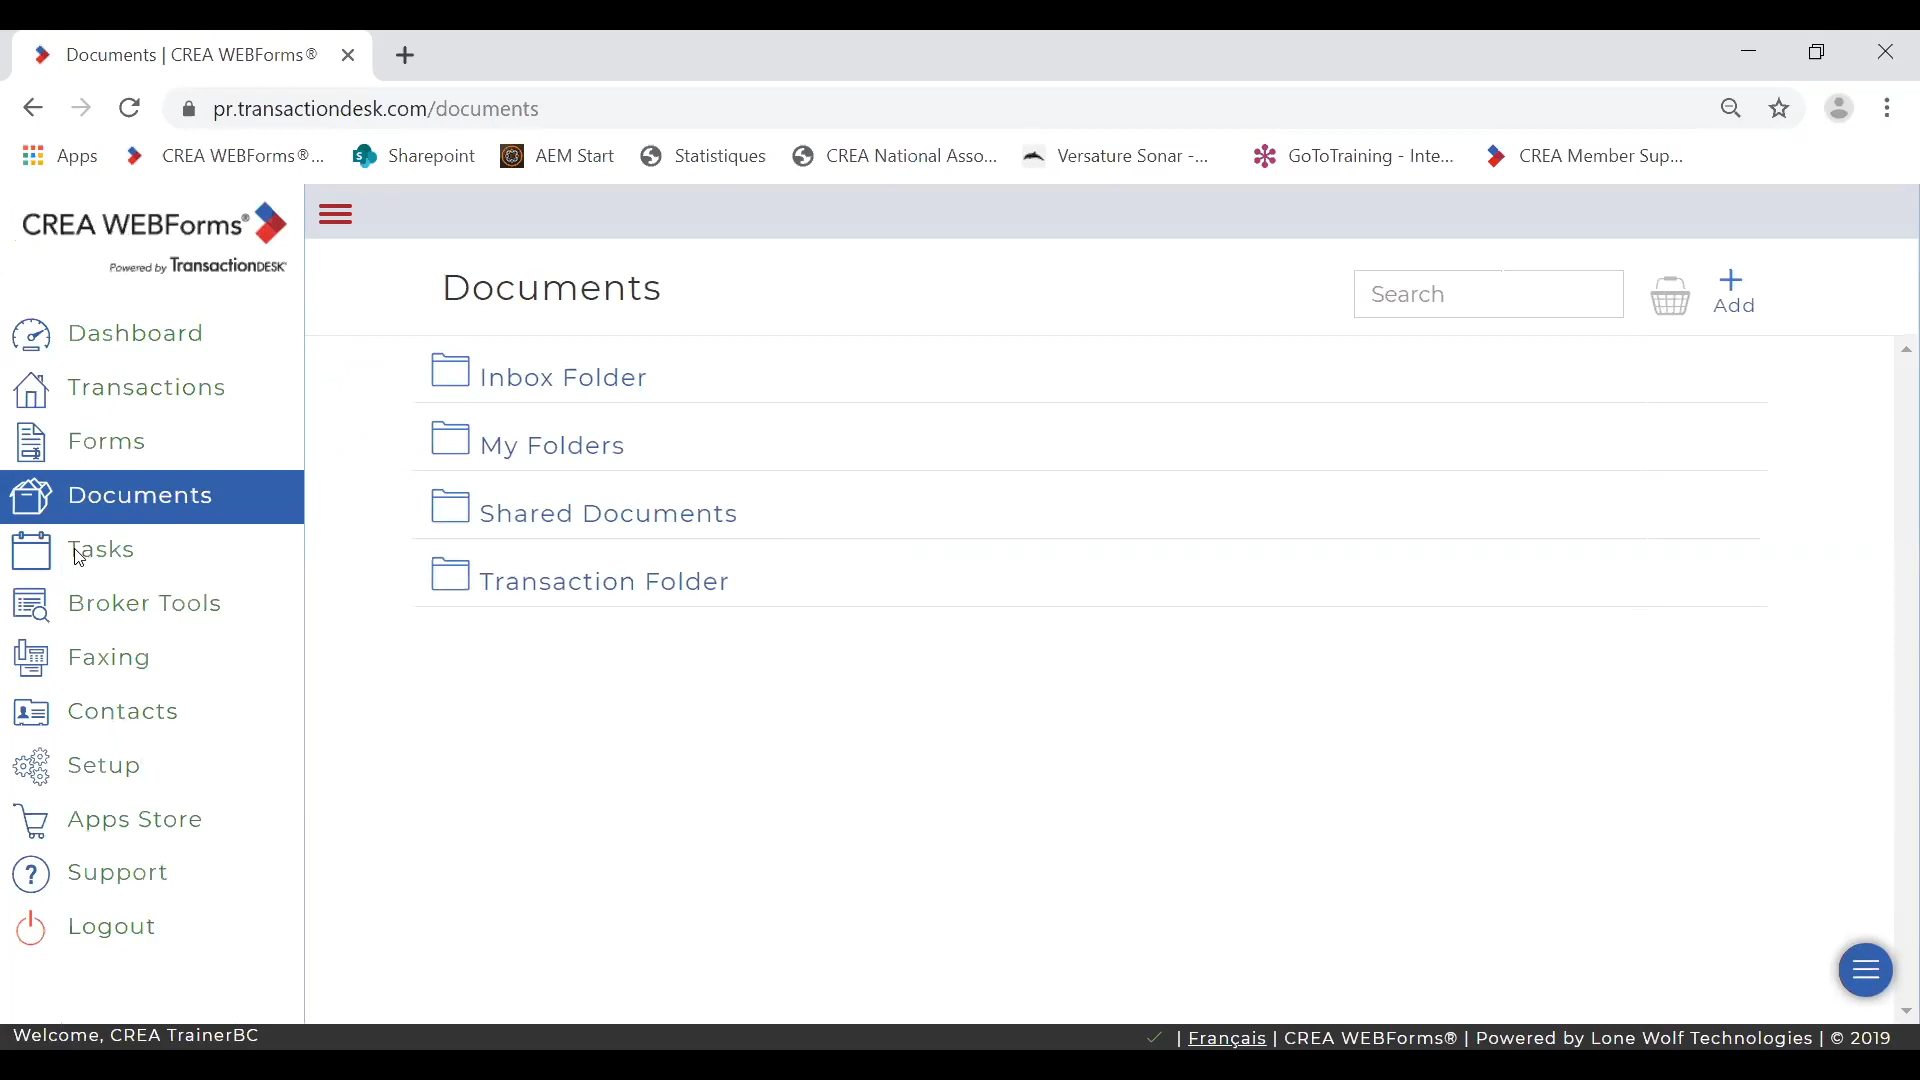 Documents | CREA WEBForms®
pr.transactiondesk.com/documents
Apps CREA WEBForms®... Sharepoint AEM Start Statistiques CREA National Asso... Versature Sonar -... GoToTraining - Inte... CREA Member Sup...
CREA WEBForms®
Powered by TransactionDESK®
Documents
Search
Add
Dashboard
Transactions
Forms
Documents
Tasks
Broker Tools
Faxing
Contacts
Setup
Apps Store
Support
Logout
Inbox Folder
My Folders
Shared Documents
Transaction Folder
Welcome, CREA TrainerBC
| Français | CREA WEBForms® | Powered by Lone Wolf Technologies | © 2019